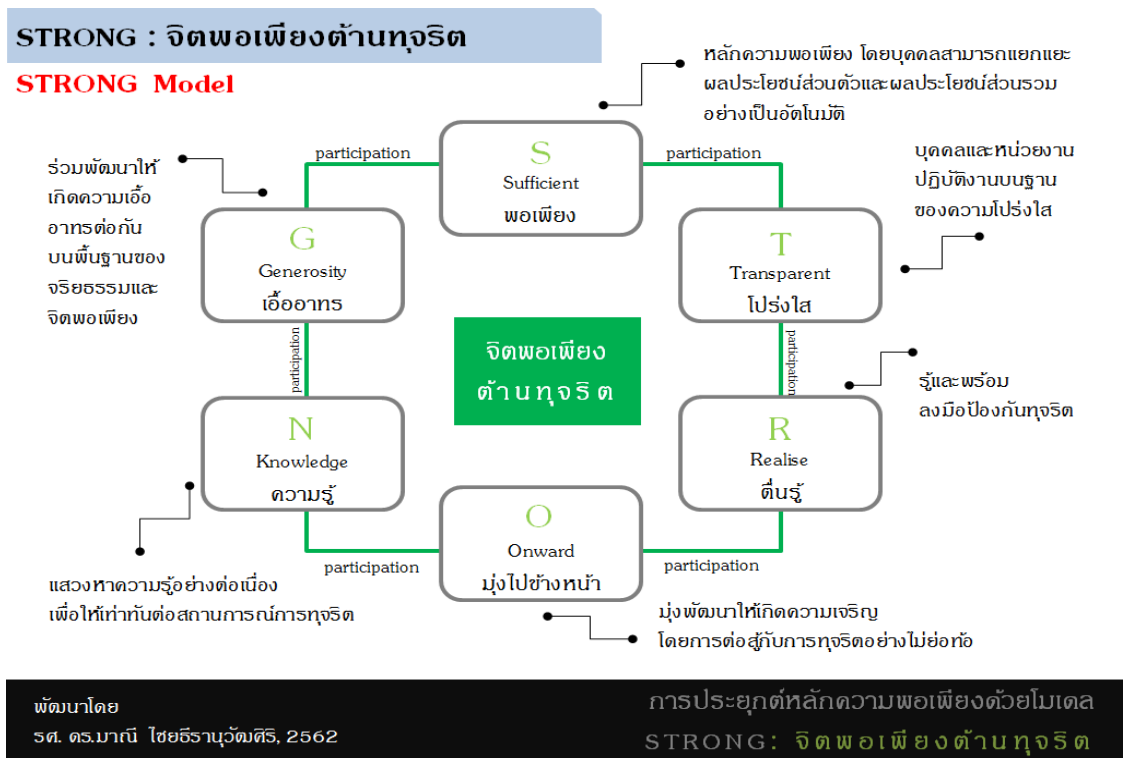 STRONG : จิตพอเพียงต้านทุจริต
STRONG Model
หลักความพอเพียง โดยบุคคลสามารถแยกแยะ
ผลประโยชน์ส่วนตัวและผลประโยชน์ส่วนรวม
อย่างเป็นอัตโนมัติ
participation
S
Sufficient
พอเพียง
participation
บุคคลและหน่วยงาน
ปฏิบัติงานบนฐาน
ของความโปร่งใส
ร่วมพัฒนาให้
เกิดความเอื้อ
อาทรต่อกัน
บนพื้นฐานของ
จริยธรรมและ
จิตพอเพียง
G
Generosity
เอื้ออาทร
T
Transparent
โปร่งใส
participation
จิตพอเพียง
ต้านทุจริต
participation
รู้และพร้อม
ลงมือป้องกันทุจริต
N
Knowledge
ความรู้
R
Realise
ตื่นรู้
O
Onward
มุ่งไปข้างหน้า
participation
participation
แสวงหาความรู้อย่างต่อเนื่อง
เพื่อให้เท่าทันต่อสถานการณ์การทุจริต
มุ่งพัฒนาให้เกิดความเจริญ
โดยการต่อสู้กับการทุจริตอย่างไม่ย่อท้อ
พัฒนาโดย
รศ. ดร.มาณี ไชยธีรานุวัฒศิริ, 2562
การประยุกต์หลักความพอเพียงด้วยโมเดล
STRONG: จิตพอเพียงต้านทุจริต